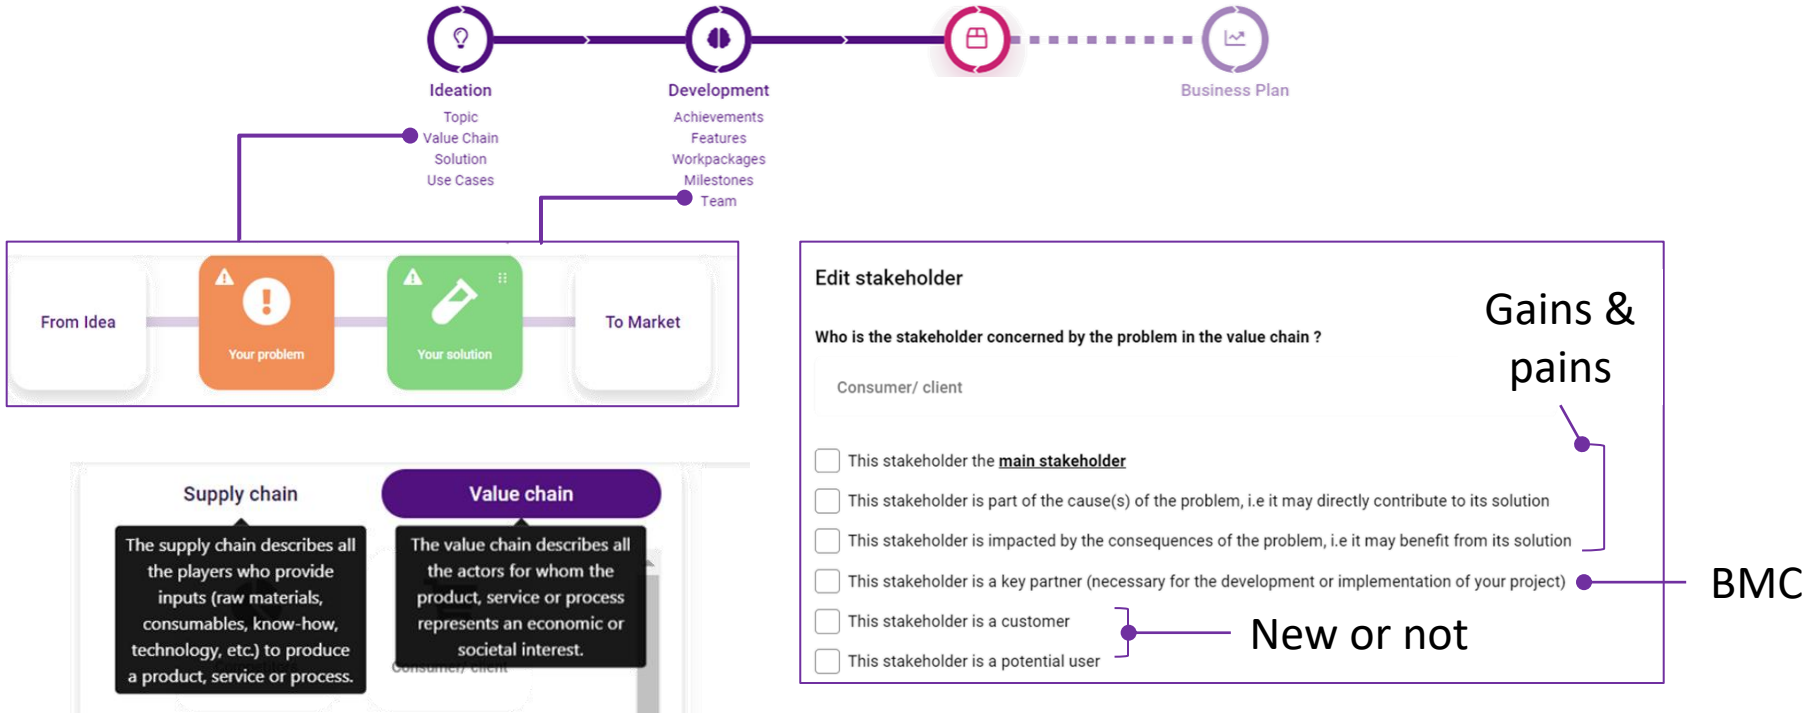 Ideation
Topic
Value Chain
Solution
Use Cases
Development
Achievements
Features
Workpackages
Milestones
Team
Business Plan
From Idea
Your problem
Your solution
To Market
Supply chain
The supply chain describes all
the players who provide
inputs (raw materials,
consumables, know-how,
technology, etc.) to produce
a product, service or process.
Value chain
The value chain describes all
the actors for whom the
product, service or process
represents an economic or
societal interest.
Competitors
Consumer/ client
Edit stakeholder
Who is the stakeholder concerned by the problem in the value chain ?
Consumer/ client
This stakeholder the main stakeholder
This stakeholder is part of the cause(s) of the problem, i.e it may directly contribute to its solution
This stakeholder is impacted by the consequences of the problem, i.e it may benefit from its solution
This stakeholder is a key partner (necessary for the development or implementation of your project)
This stakeholder is a customer
This stakeholder is a potential user
Gains &
pains
BMC
New or not